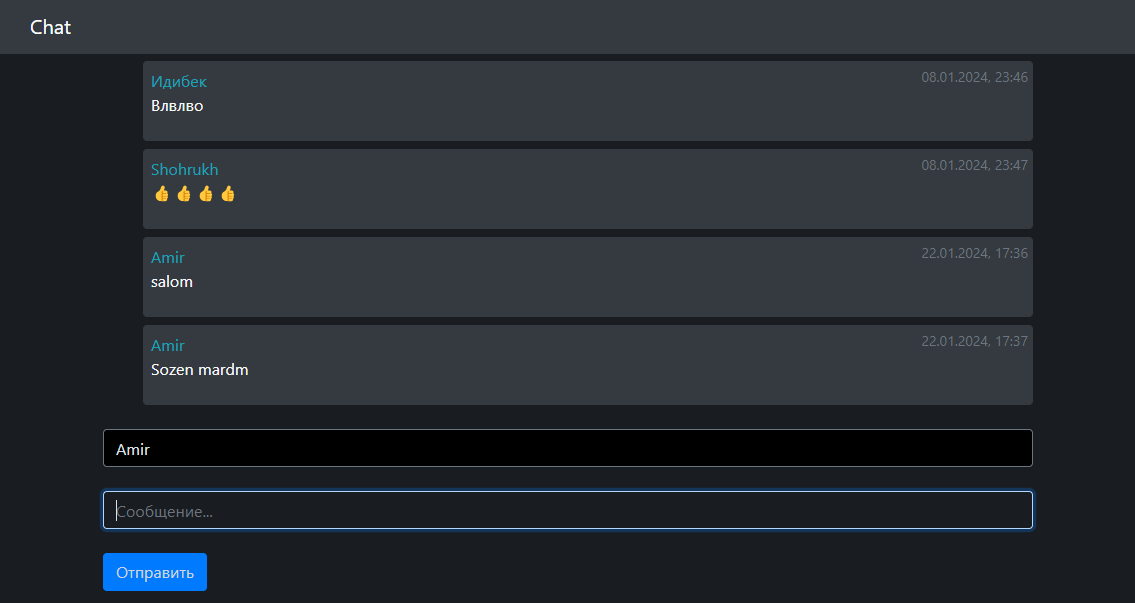 Chat
Идибек
08.01.2024, 23:46
Влвлво
Shohrukh
08.01.2024, 23:47
👍 👍 👍 👍
Amir
22.01.2024, 17:36
salom
Amir
22.01.2024, 17:37
Sozen mardm
Amir
Сообщение...
Отправить